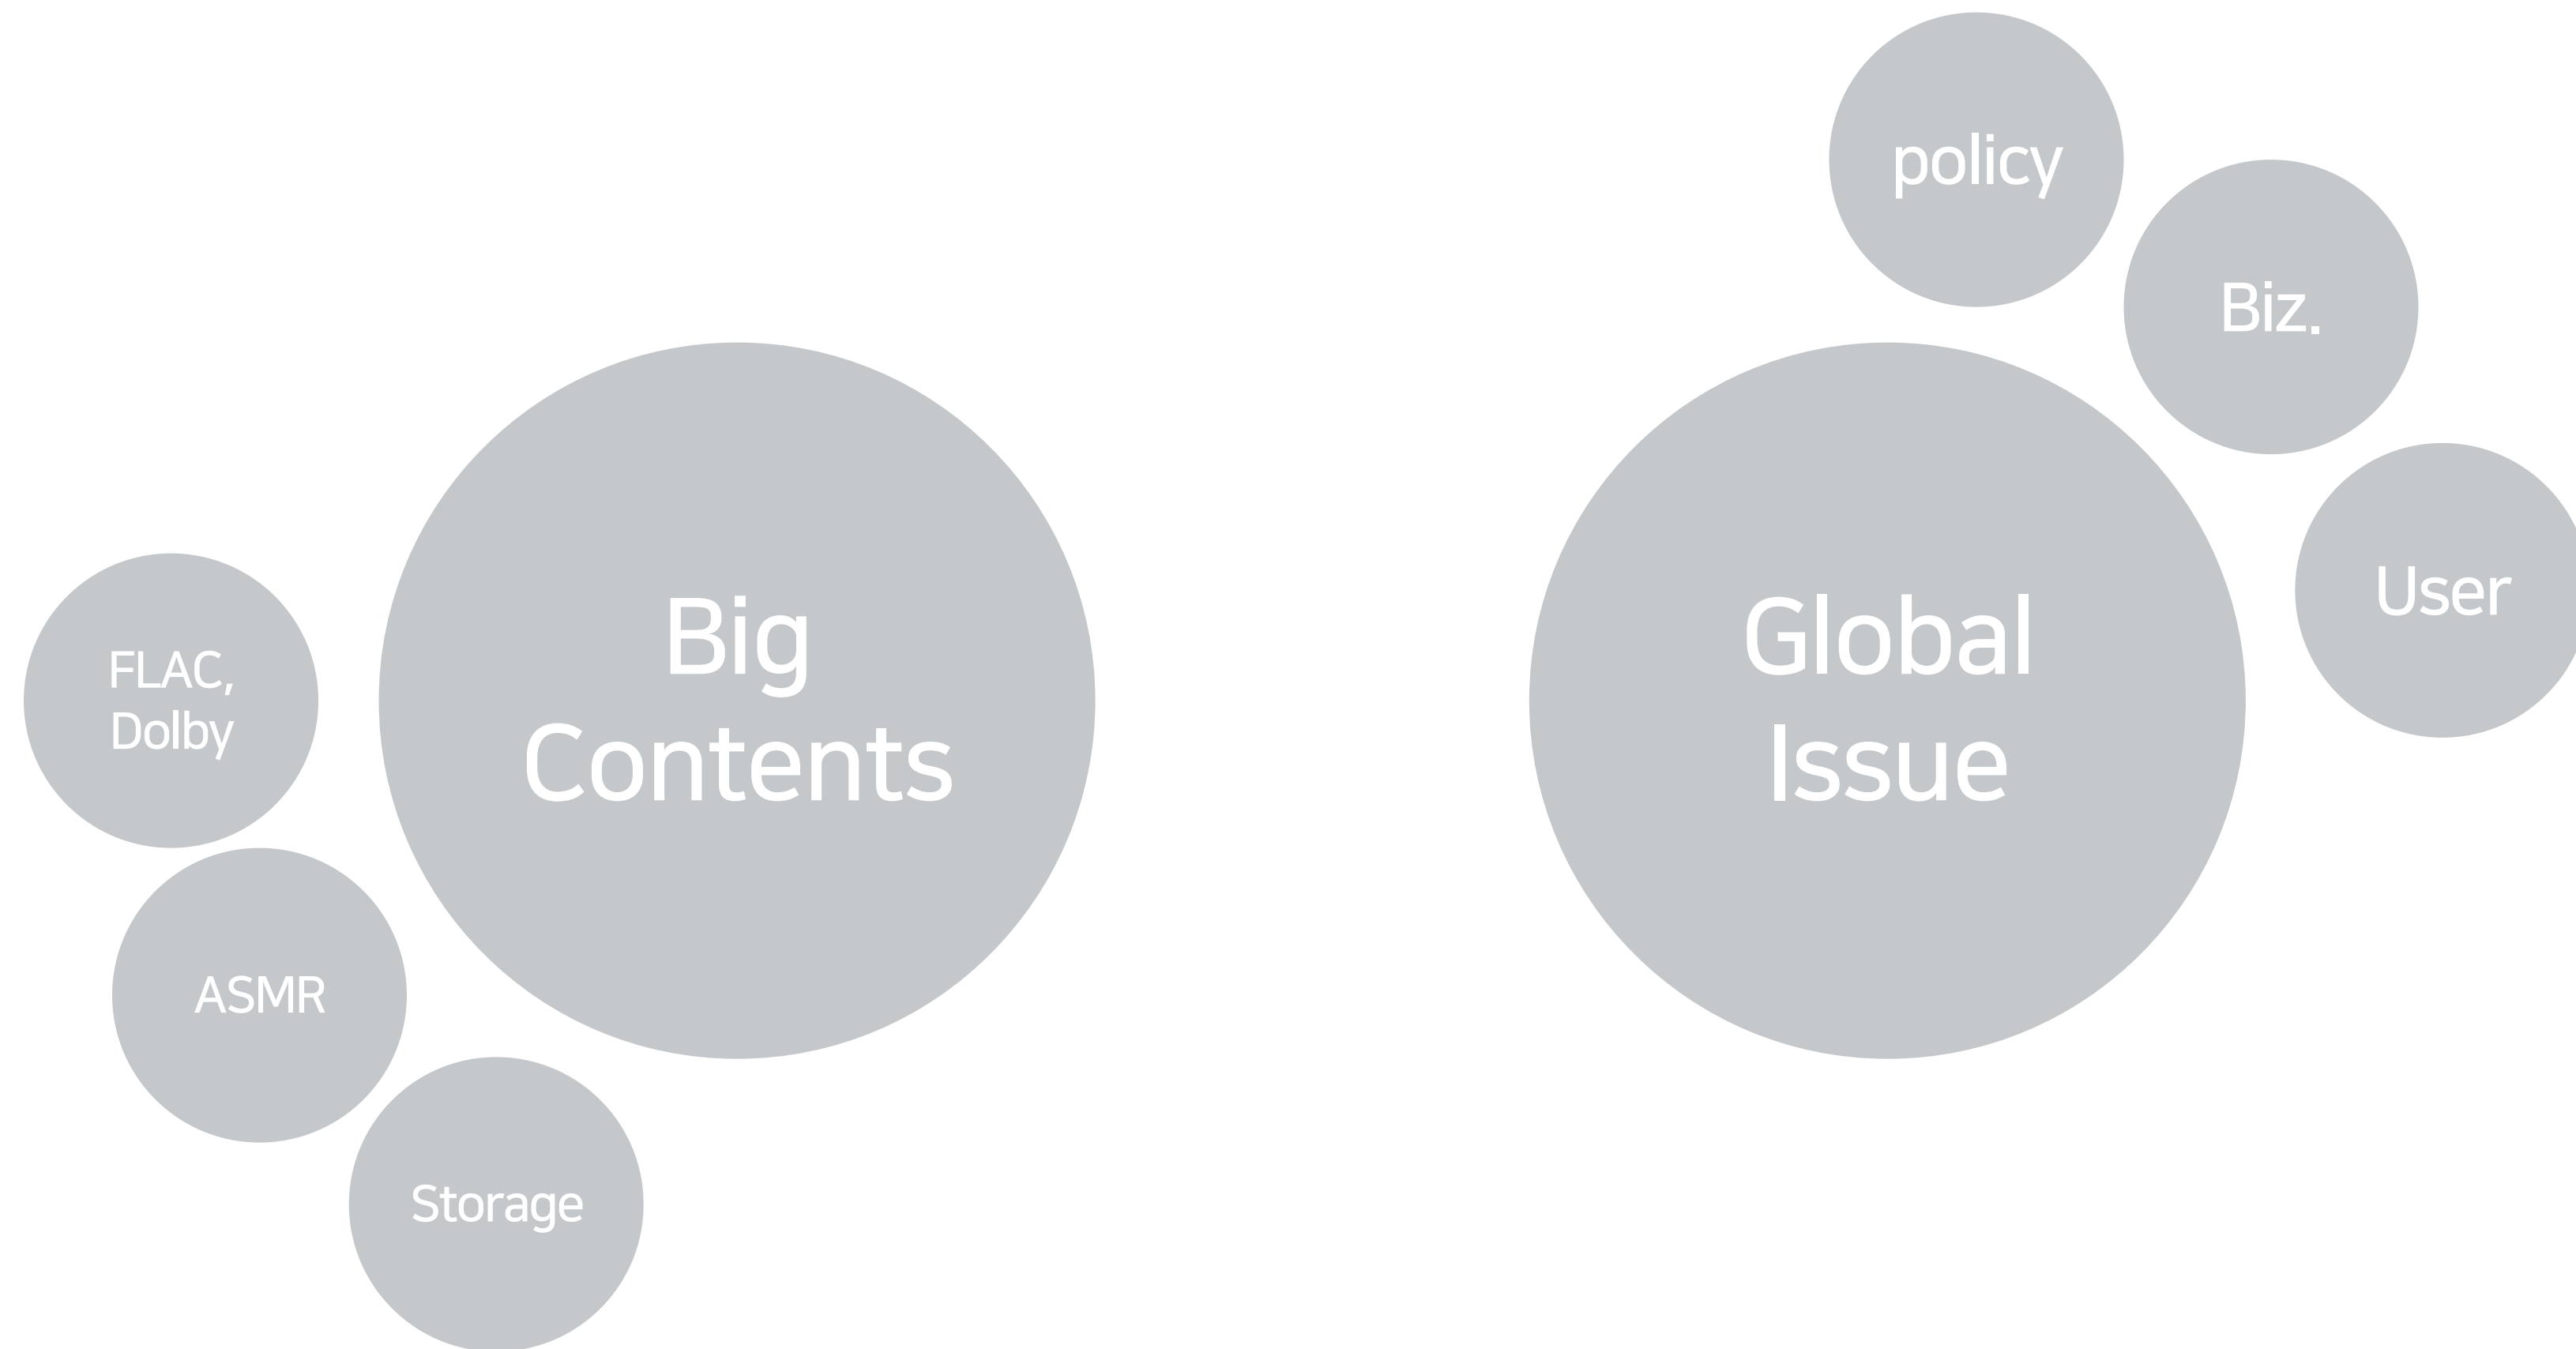 FLAC,
Dolby
ASMR
Storage
Big
Contents
policy
Biz.
User
Global
Issue